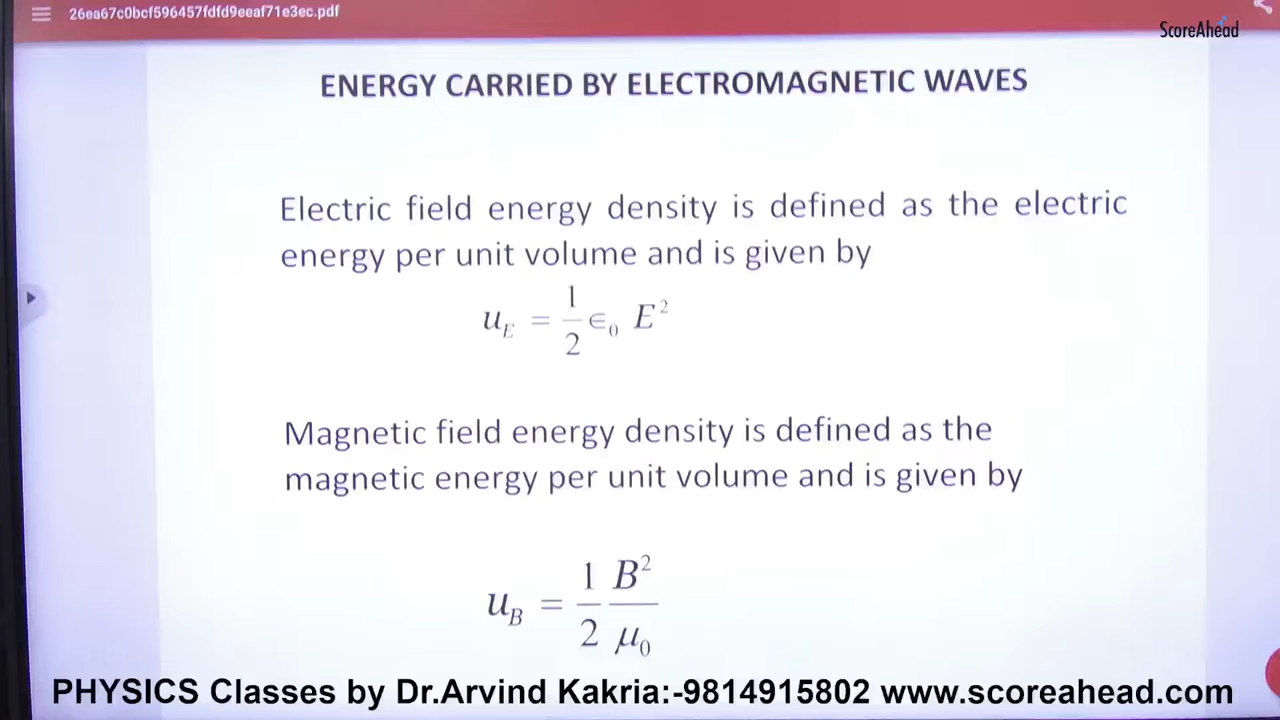 26ea67c0bcf596457fdfd9eeaf71e3ec.pdf
ScoreAhead
ENERGY CARRIED BY ELECTROMAGNETIC WAVES
Electric field energy density is defined as the electric
energy per unit volume and is given by
u_E = 1/2 ∈₀ E²
Magnetic field energy density is defined as the
magnetic energy per unit volume and is given by
u_B = 1/2 B²/μ₀
PHYSICS Classes by Dr.Arvind Kakria:-9814915802 www.scoreahead.com